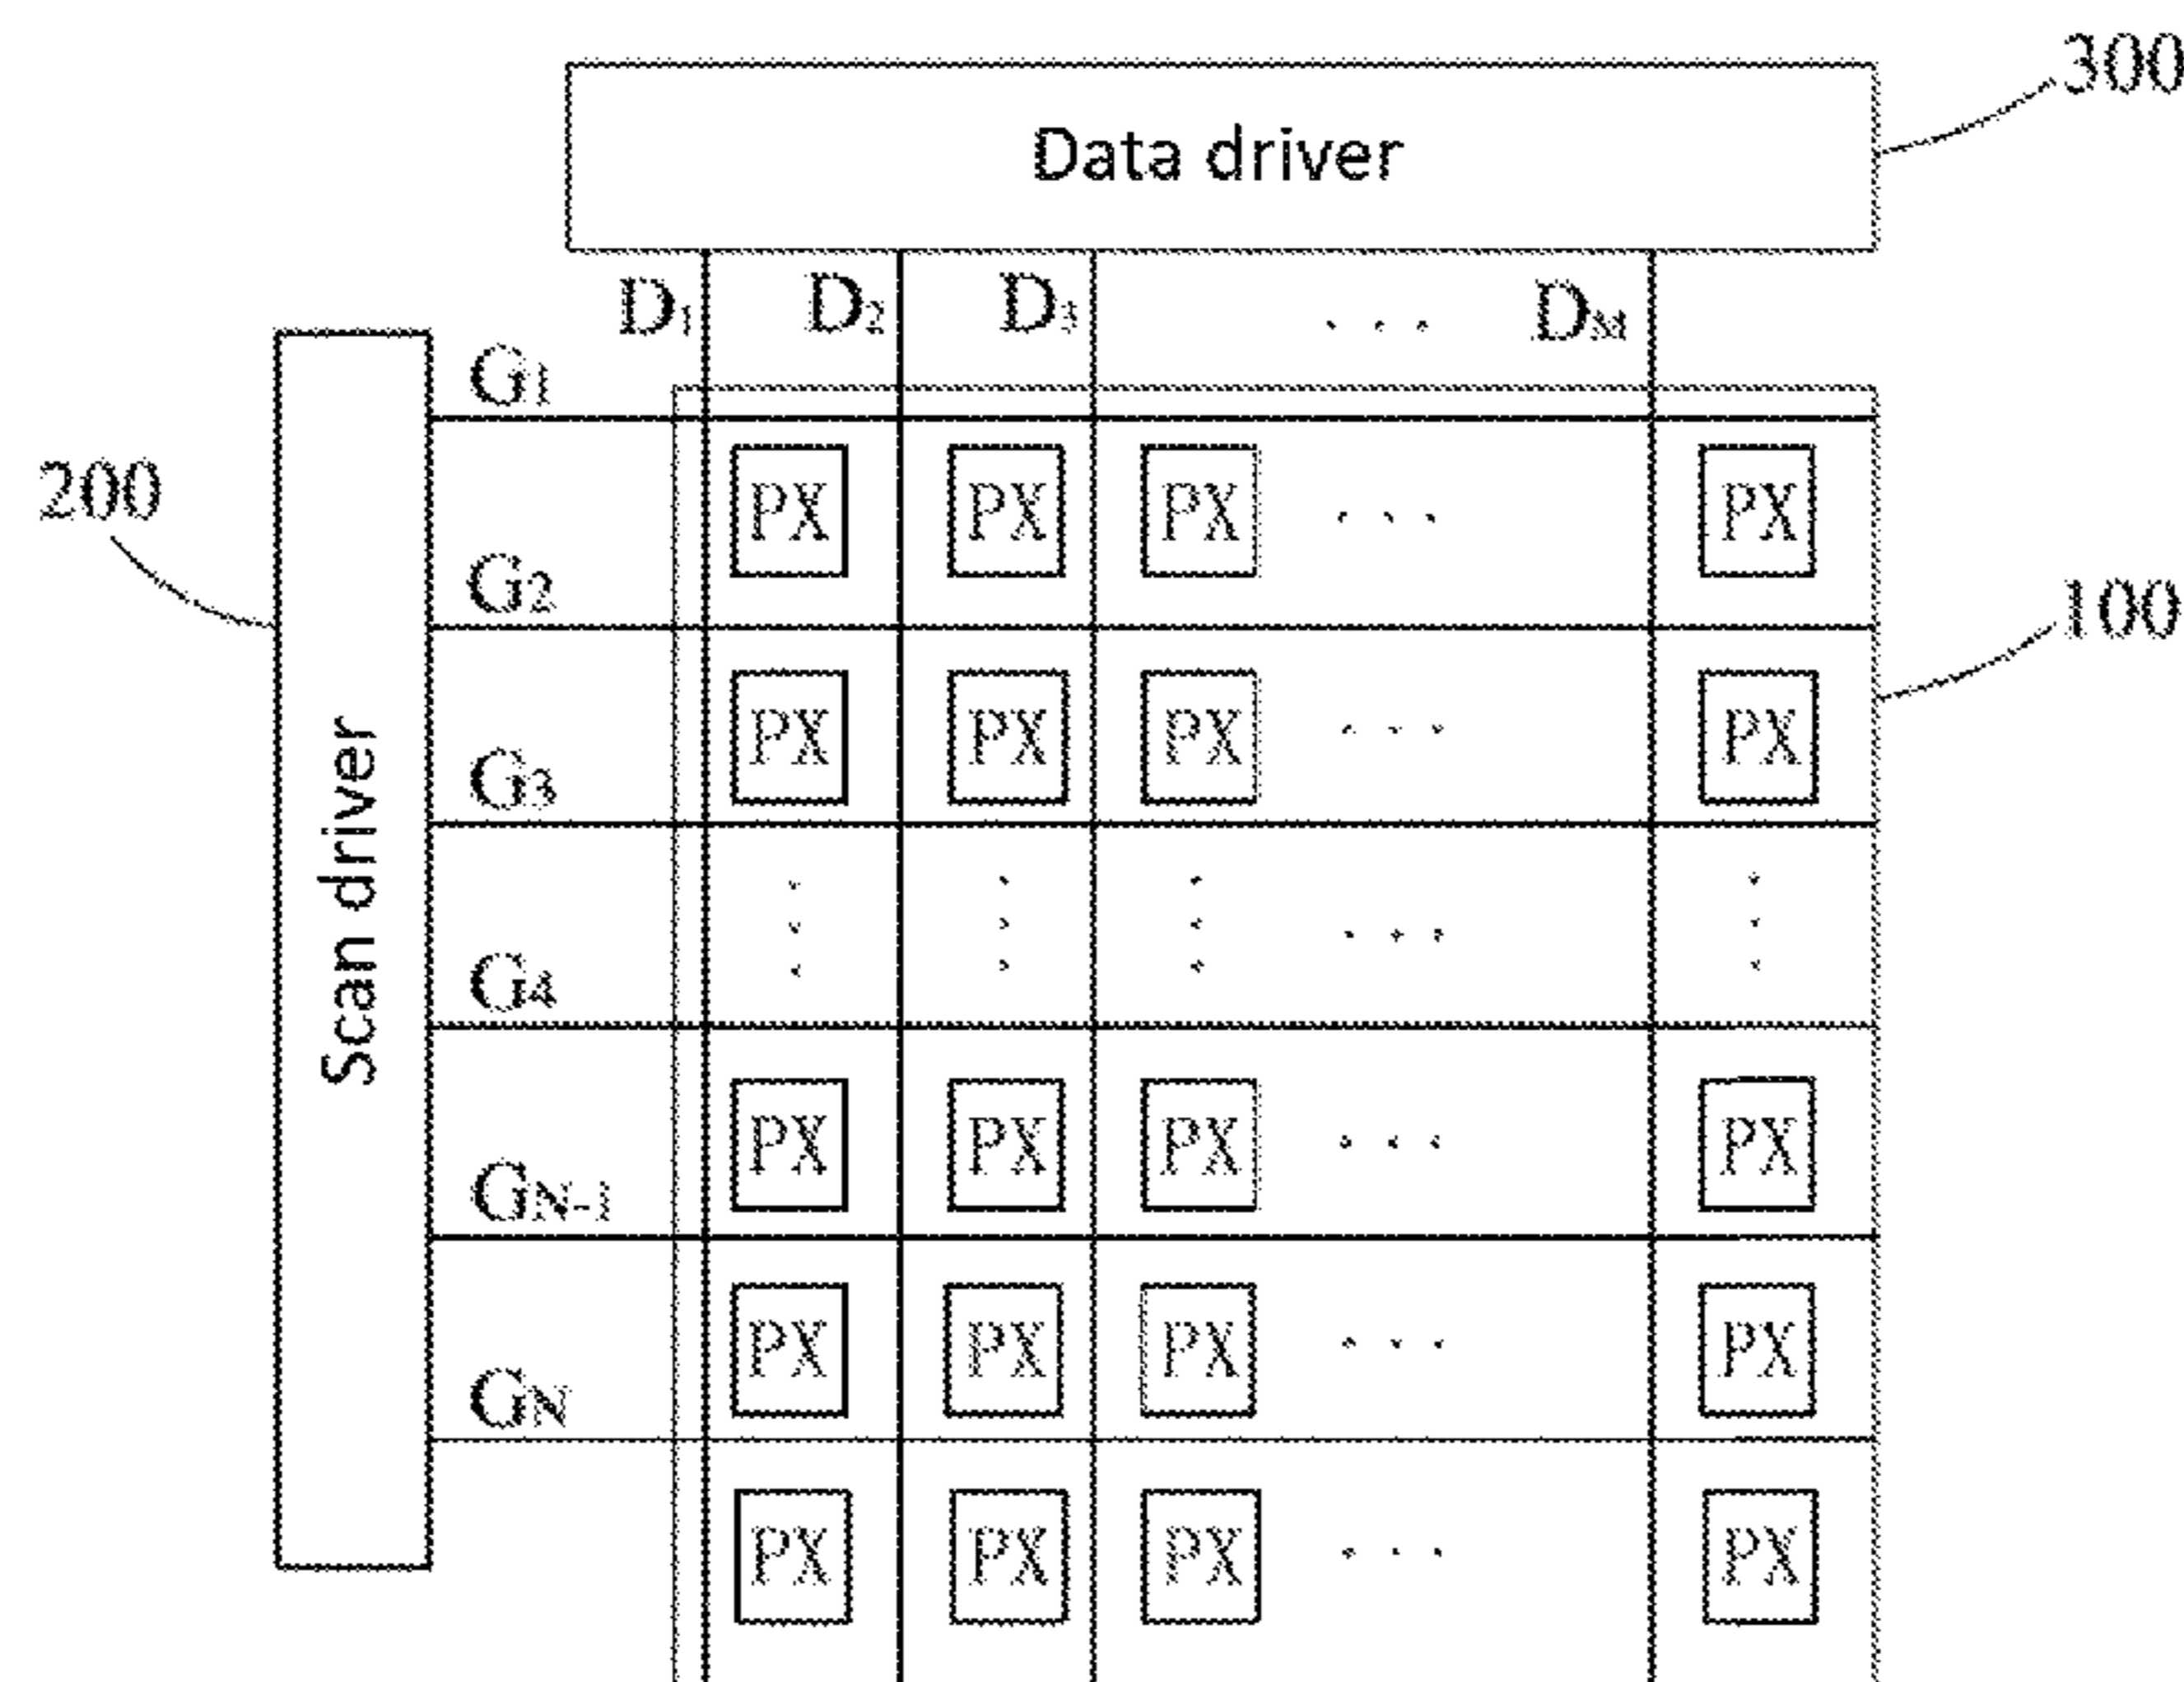 300
Data driver
D1 D2 D3 . . . DM
G1
200
PX PX PX . . . PX
G2
100
PX PX PX . . . PX
G3
Scan driver
. . .
G4
PX PX PX . . . PX
GN-1
PX PX PX . . . PX
GN
PX PX PX . . . PX